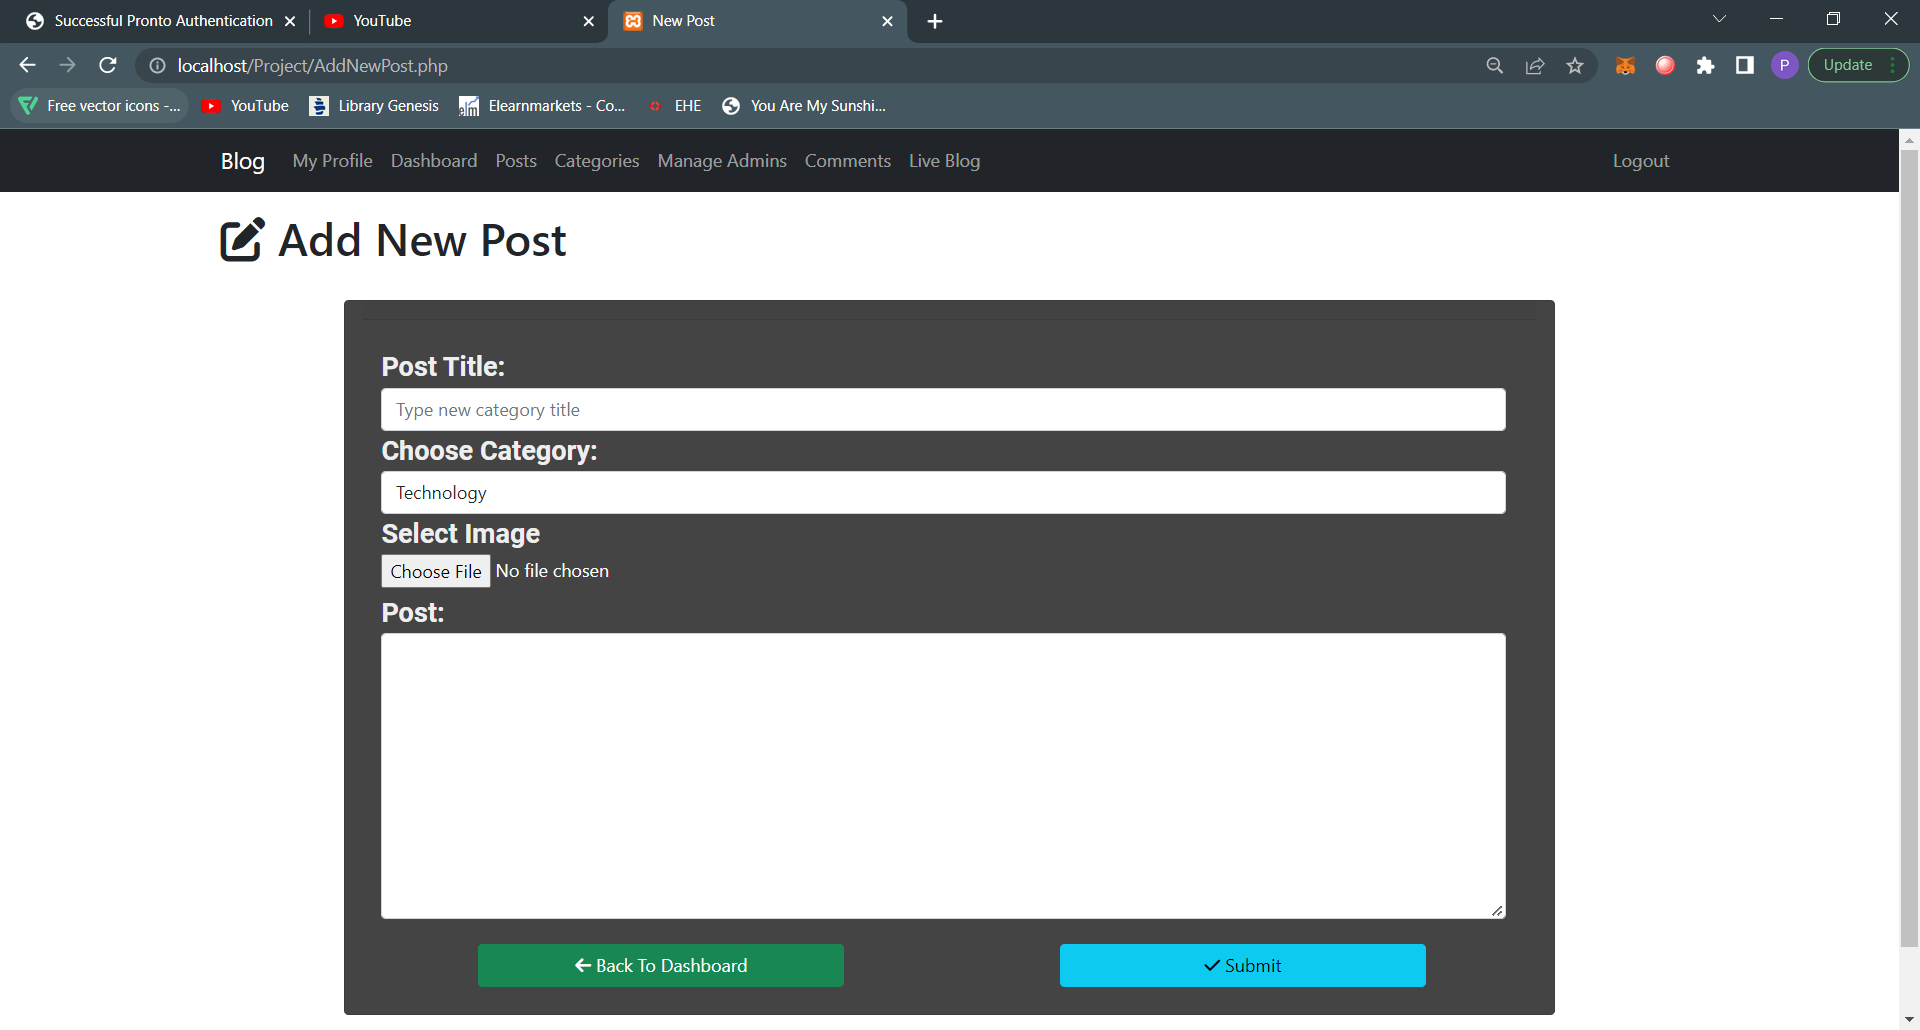 Successful Pronto Authentication
YouTube
New Post
localhost/Project/AddNewPost.php
P
Update
Free vector icons -...
YouTube
Library Genesis
elm
Elearnmarkets - Co...
EHE
You Are My Sunshi...
Blog
My Profile
Dashboard
Posts
Categories
Manage Admins
Comments
Live Blog
Logout
Add New Post
Post Title:
Type new category title
Choose Category:
Technology
Select Image
Choose File No file chosen
Post:
Back To Dashboard
Submit